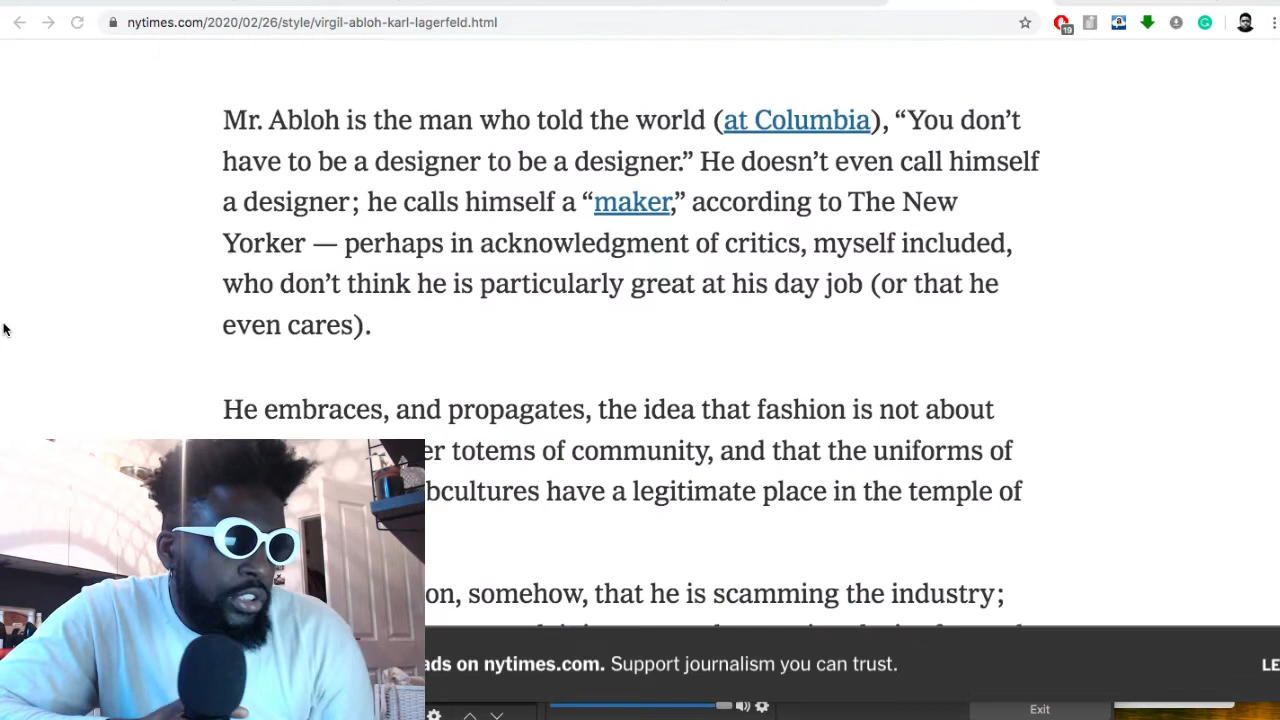 nytimes.com/2020/02/26/style/virgil-abloh-karl-lagerfeld.html
19
Mr. Abloh is the man who told the world (at Columbia), “You don’t
have to be a designer to be a designer.” He doesn’t even call himself
a designer; he calls himself a “maker,” according to The New
Yorker — perhaps in acknowledgment of critics, myself included,
who don’t think he is particularly great at his day job (or that he
even cares).
He embraces, and propagates, the idea that fashion is not about
totems of community, and that the uniforms of
have a legitimate place in the temple of
somehow, that he is scamming the industry;
on nytimes.com. Support journalism you can trust.
Exit